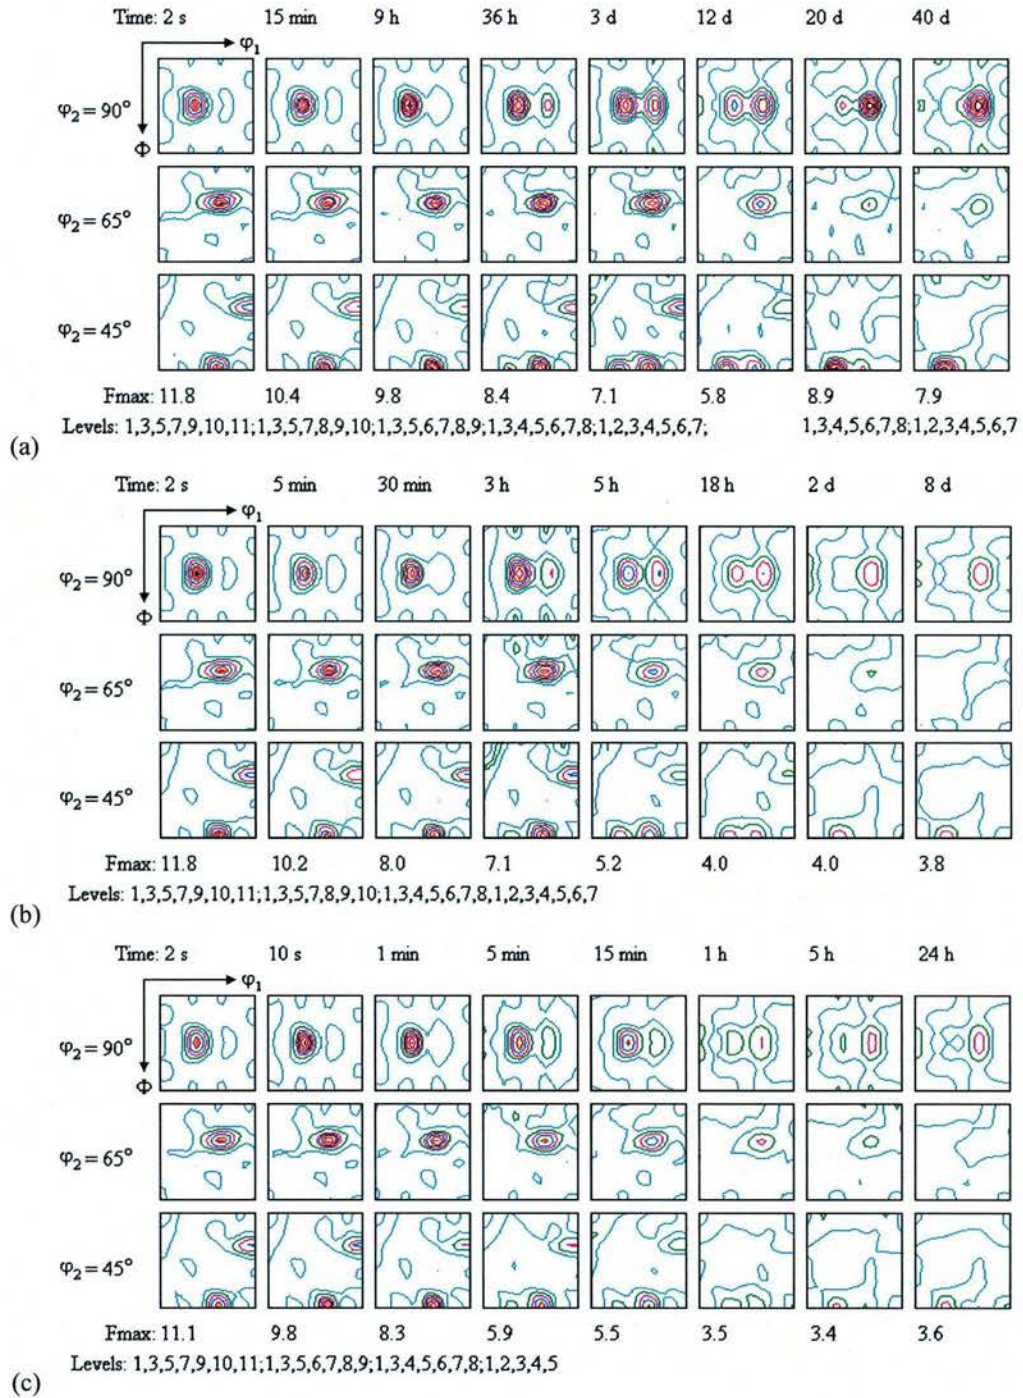 Time: 2 s 15 min 9 h 36 h 3 d 12 d 20 d 40 d
φ1
φ2 = 90°
Φ
φ2 = 65°
φ2 = 45°
Fmax: 11.8 10.4 9.8 8.4 7.1 5.8 8.9 7.9
Levels: 1,3,5,7,9,10,11;1,3,5,7,8,9,10;1,3,5,6,7,8,9;1,3,4,5,6,7,8;1,2,3,4,5,6,7; 1,3,4,5,6,7,8;1,2,3,4,5,6,7
(a)
Time: 2 s 5 min 30 min 3 h 5 h 18 h 2 d 8 d
φ1
φ2 = 90°
Φ
φ2 = 65°
φ2 = 45°
Fmax: 11.8 10.2 8.0 7.1 5.2 4.0 4.0 3.8
Levels: 1,3,5,7,9,10,11;1,3,5,7,8,9,10;1,3,4,5,6,7,8,1,2,3,4,5,6,7
(b)
Time: 2 s 10 s 1 min 5 min 15 min 1 h 5 h 24 h
φ1
φ2 = 90°
Φ
φ2 = 65°
φ2 = 45°
Fmax: 11.1 9.8 8.3 5.9 5.5 3.5 3.4 3.6
Levels: 1,3,5,7,9,10,11;1,3,5,6,7,8,9;1,3,4,5,6,7,8;1,2,3,4,5
(c)